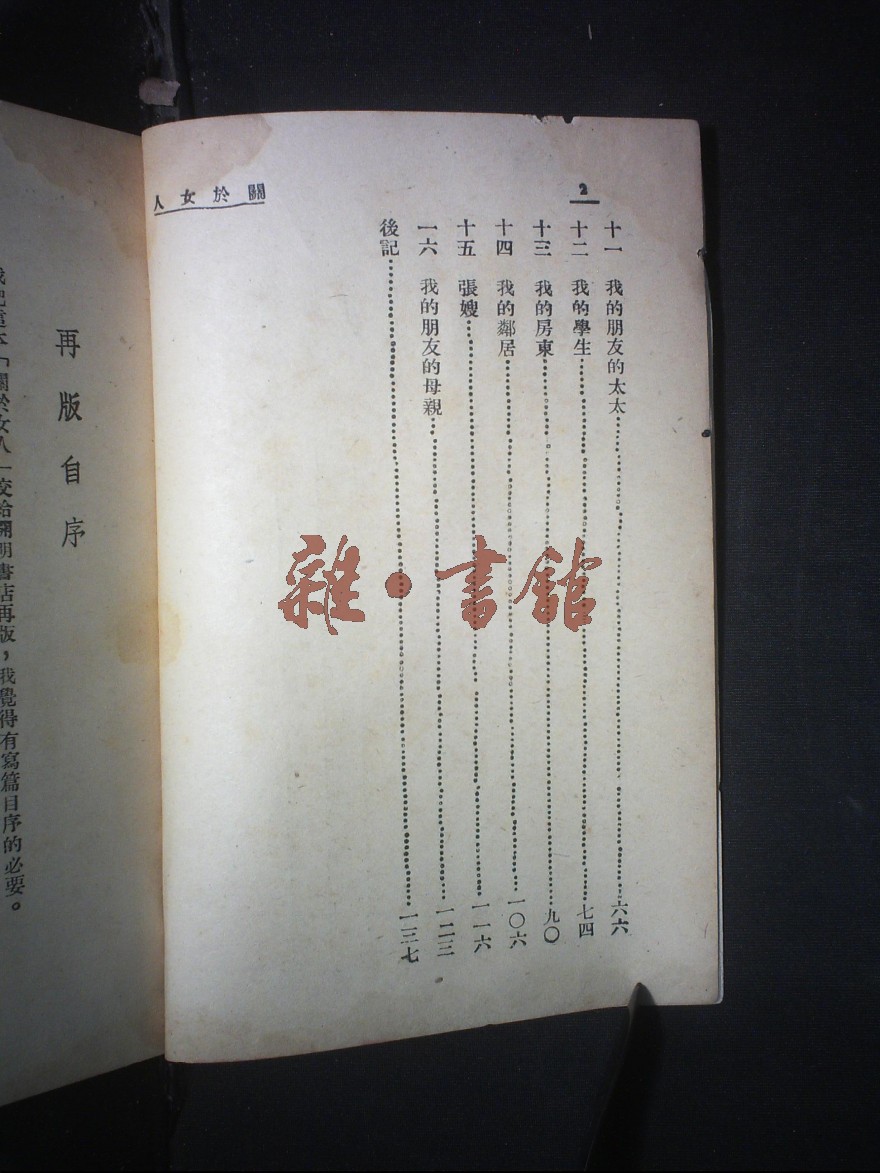 2
關於女人
十一 我的朋友的太太……六六
十二 我的學生……七四
十三 我的房東……九〇
十四 我的鄰居……一〇六
十五 張嫂……一一六
一六 我的朋友的母親……一二三
後記……一三七
再版自序
我把這本「關於女人」交給開明書店再版，我覺得有寫篇自序的必要。
雜·書館